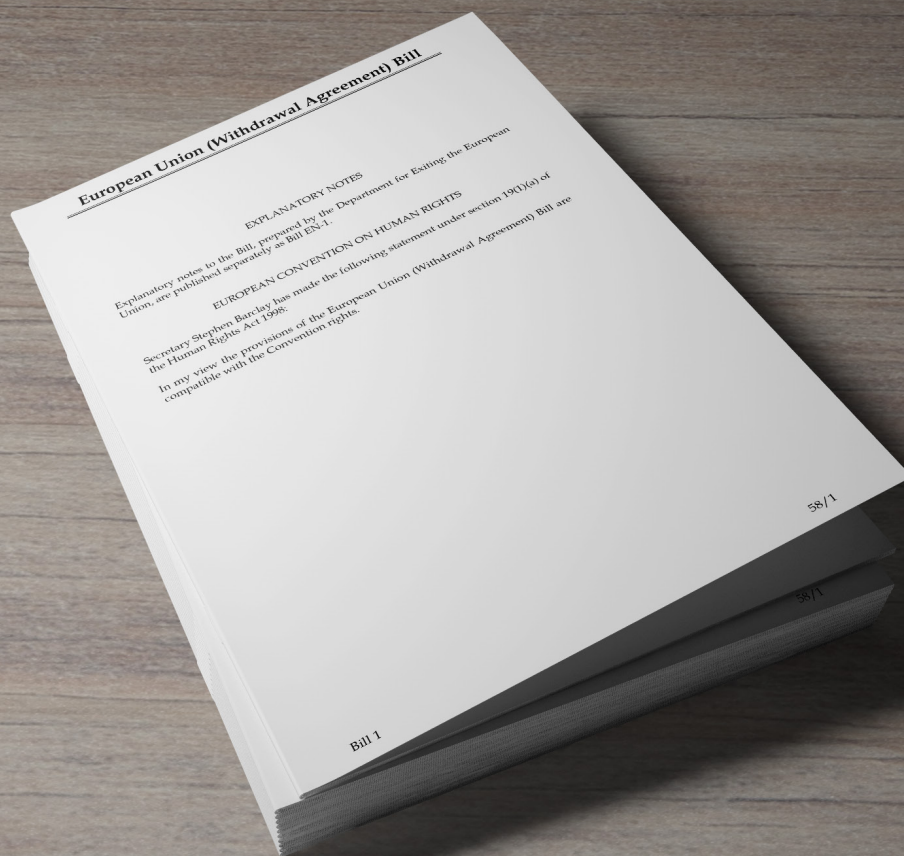 European Union (Withdrawal Agreement) Bill
EXPLANATORY NOTES
Explanatory notes to the Bill, prepared by the Department for Exiting the European
Union, are published separately as Bill EN-1.
EUROPEAN CONVENTION ON HUMAN RIGHTS
Secretary Stephen Barclay has made the following statement under section 19(1)(a) of
the Human Rights Act 1998:
In my view the provisions of the European Union (Withdrawal Agreement) Bill are
compatible with the Convention rights.
Bill 1
58/1
58/1